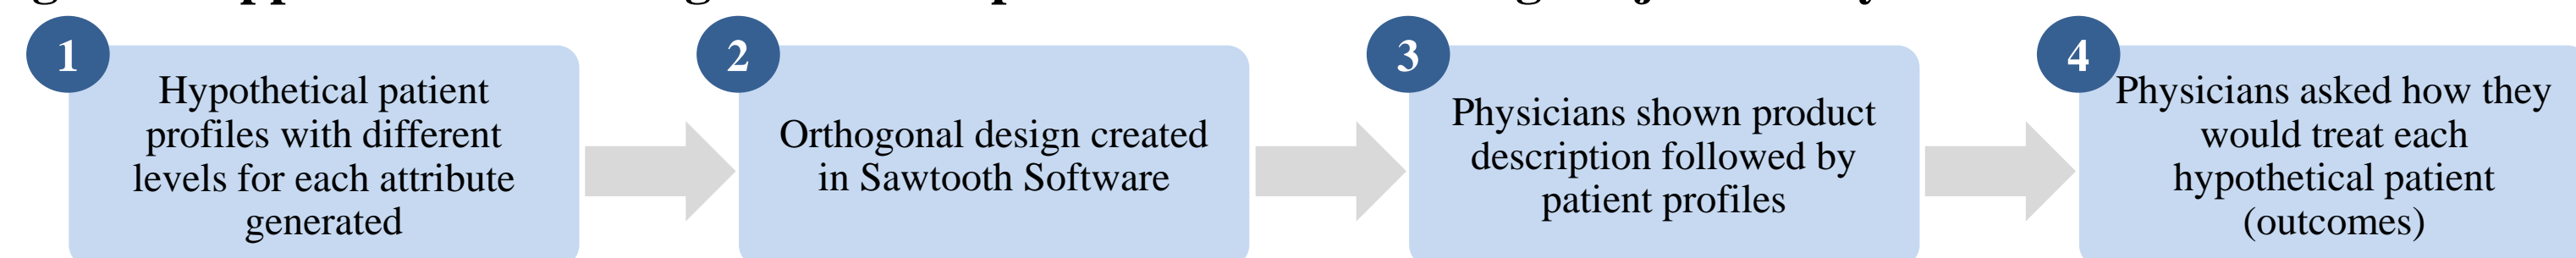 1
Hypothetical patient
profiles with different
levels for each attribute
generated
2
Orthogonal design created
in Sawtooth Software
3
Physicians shown product
description followed by
patient profiles
4
Physicians asked how they
would treat each
hypothetical patient
(outcomes)